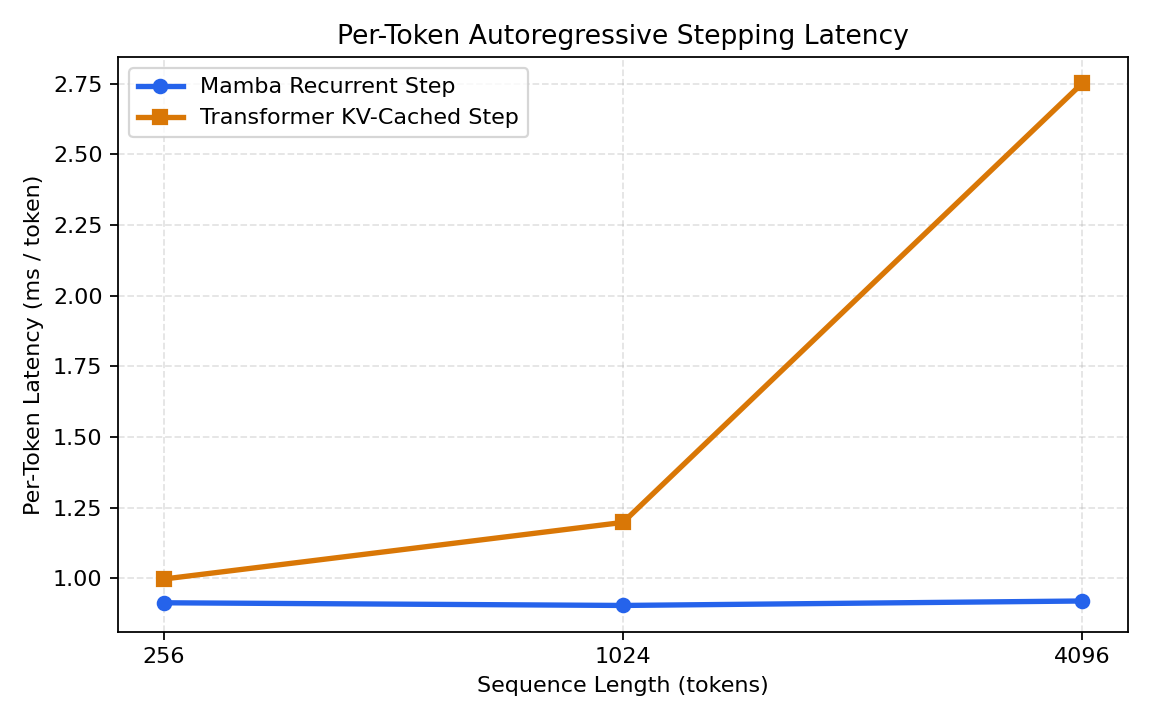 Per-Token Autoregressive Stepping Latency
Mamba Recurrent Step
Transformer KV-Cached Step
Per-Token Latency (ms / token)
2.75
2.50
2.25
2.00
1.75
1.50
1.25
1.00
256
1024
4096
Sequence Length (tokens)